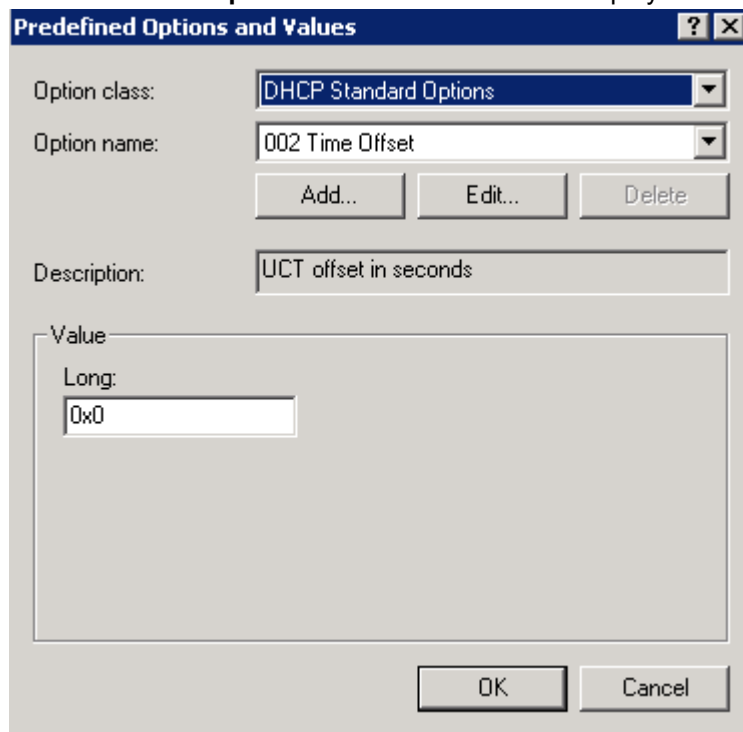 Predefined Options and Values
Option class: DHCP Standard Options
Option name: 002 Time Offset
Add... Edit... Delete
Description: UCT offset in seconds
Value
Long:
0x0
OK Cancel